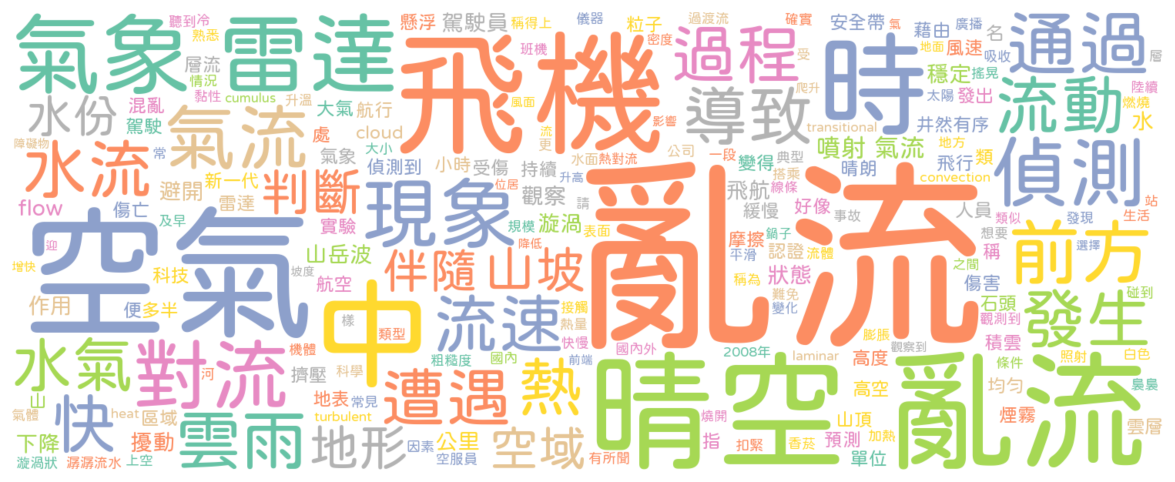 氣象雷達
飛機
過程
時
通過
聽到
冷
熟悉
層流
情況
黏性
cumulus
升溫
懸浮
駕駛員
班機
稱得上
儀器
粒子
密度
過渡流
確實
受
安全帶
藉由
地面
廣播
氣
風速
名
吸收
層
水份
混亂
駕駛
氣流
大氣
航行
處
風面
影響
導致
爬升
搖晃
穩定
太陽
發出
流動
陸續
燃燒
水
障礙物
水流
常
cloud
大小
氣象
偵測到
小時
受傷
流更
水面
熱對流
公司
一段
transitional
變得
典型
搭乘
噴射
氣流
晴朗
井然有序
地方
飛行
類
convection
偵測
flow
避開
新一代
雷達
傷亡
及早
判斷
實驗
現象
持續
觀察
位居
升高
請
規模
漩渦
表面
亂流
飛航
線條
緩慢
好像
事故
人員
類似
想要
發現
站
生活
空氣
迎
增快
科技
坡度
山岳波
航空
伴隨
山坡
降低
摩擦
鍋子
平滑
認證
流體
稱為
狀態
難免
變化
稱
之間
傷害
前方
選擇
碰到
作用
便
多半
中
樣
類型
流速
接觸
熱量
快慢
石頭
觀測到
積雲
發生
水氣
對流
機體
科學
擠壓
粗糙度
國內
前端
國內外
2008年
laminar
膨脹
觀察到
高度
條件
照射
白色
山
河
氣體
快
heat
區域
地表
常見
turbulent
遭遇
熱
晴空
亂流
燒開
高空
均勻
裊裊
下降
擾動
雲雨
地形
因素
公里
空服員
空域
有所聞
指
扣緊
香菸
山頂
預測
加熱
單位
煙霧
雲層
漩渦狀
潺潺流水
上空